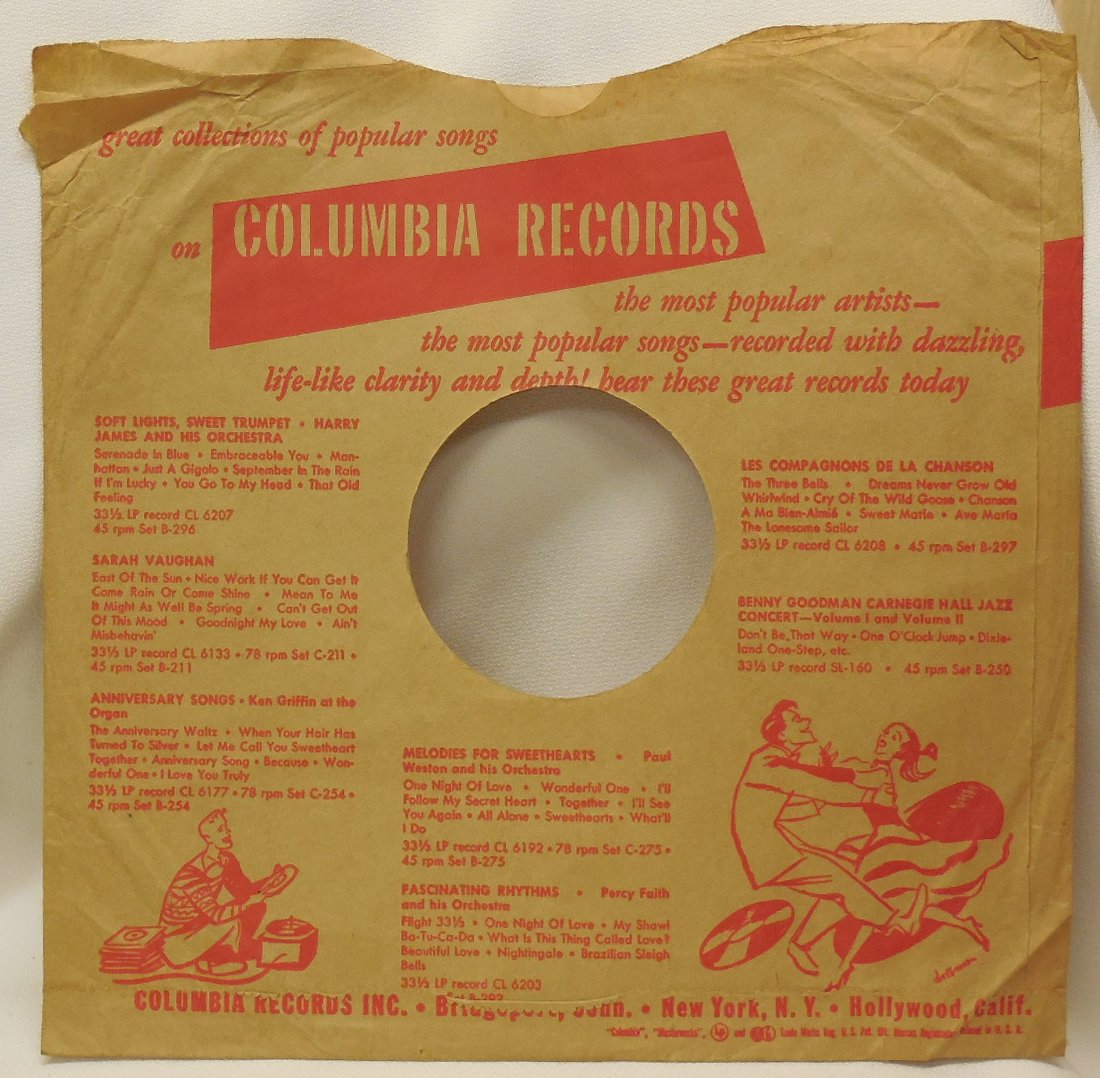 great collections of popular songs
on COLUMBIA RECORDS
the most popular artists—
the most popular songs—recorded with dazzling,
life-like clarity and depth! hear these great records today
SOFT LIGHTS, SWEET TRUMPET • HARRY
JAMES AND HIS ORCHESTRA
Serenade In Blue • Embraceable You • Man-
hattan • Just A Gigolo • September In The Rain
If I'm Lucky • You Go To My Head • That Old
Feeling
33⅓ LP record CL 6207
45 rpm Set B-296
SARAH VAUGHAN
East Of The Sun • Nice Work If You Can Get It
Come Rain Or Come Shine • Mean To Me
It Might As Well Be Spring • Can't Get Out
Of This Mood • Goodnight My Love • Ain't
Misbehavin'
33⅓ LP record CL 6133 • 78 rpm Set C-211 •
45 rpm Set B-211
ANNIVERSARY SONGS • Ken Griffin at the
Organ
The Anniversary Waltz • When Your Hair Has
Turned To Silver • Let Me Call You Sweetheart
Together • Anniversary Song • Because • Won-
derful One • I Love You Truly
33⅓ LP record CL 6177 • 78 rpm Set C-254 •
45 rpm Set B-254
MELODIES FOR SWEETHEARTS • Paul
Weston and his Orchestra
One Night Of Love • Wonderful One • I'll
Follow My Secret Heart • Together • I'll See
You Again • All Alone • Sweethearts • What'll
I Do
33⅓ LP record CL 6192 • 78 rpm Set C-275 •
45 rpm Set B-275
FASCINATING RHYTHMS • Percy Faith
and his Orchestra
Flight 33⅓ • One Night Of Love • My Shawl
Ba-Tu-Ca-Da • What Is This Thing Called Love?
Beautiful Love • Nightingale • Brazilian Sleigh
Bells
33⅓ LP record CL 6203
Set B-292
LES COMPAGNONS DE LA CHANSON
The Three Bells • Dreams Never Grow Old
Whirlwind • Cry Of The Wild Goose • Chanson
A Ma Bien-Aimé • Sweet Marie • Ave Maria
The Lonesome Sailor
33⅓ LP record CL 6208 • 45 rpm Set B-297
BENNY GOODMAN CARNEGIE HALL JAZZ
CONCERT—Volume I and Volume II
Don't Be That Way • One O'Clock Jump • Dixie-
land One-Step, etc.
33⅓ LP record SL-160 • 45 rpm Set B-250
COLUMBIA RECORDS INC. • Bridgeport, Conn. • New York, N. Y. • Hollywood, Calif.
"Columbia", "Masterworks", and Trade Marks Reg. U. S. Pat. Off. Marcas Registradas Printed in U. S. A.